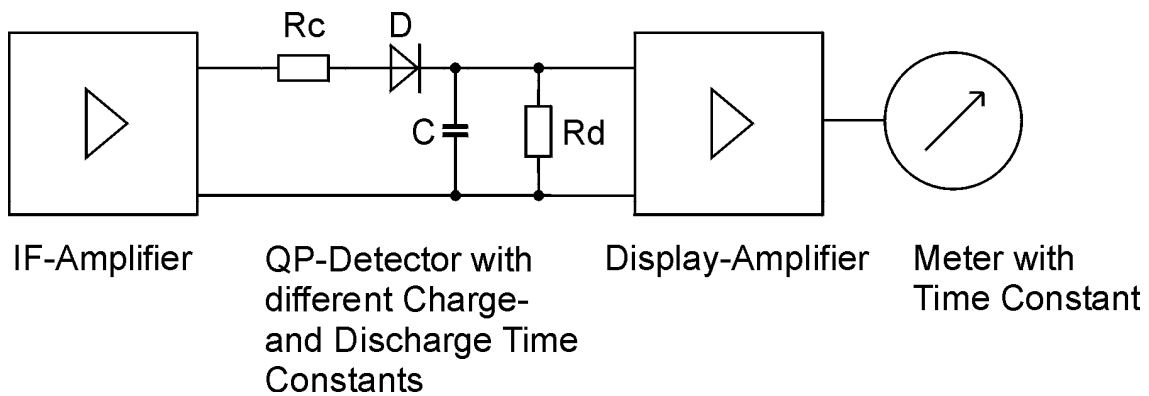 Rc
D
C
Rd
IF-Amplifier
QP-Detector with
different Charge-
and Discharge Time
Constants
Display-Amplifier
Meter with
Time Constant